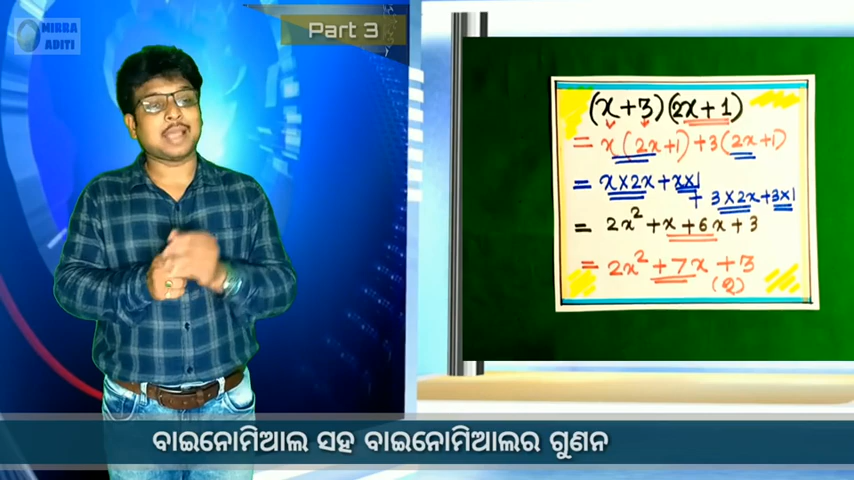 MIRRA
ADITI
Part 3
(x+3)(2x+1)
= x(2x+1)+3(2x+1)
= x×2x+x×1
+ 3×2x+3×1
= 2x²+x+6x+3
= 2x²+7x+3
(Q)
ବାଇନୋମିଆଲ ସହ ବାଇନୋମିଆଲର ଗୁଣନ